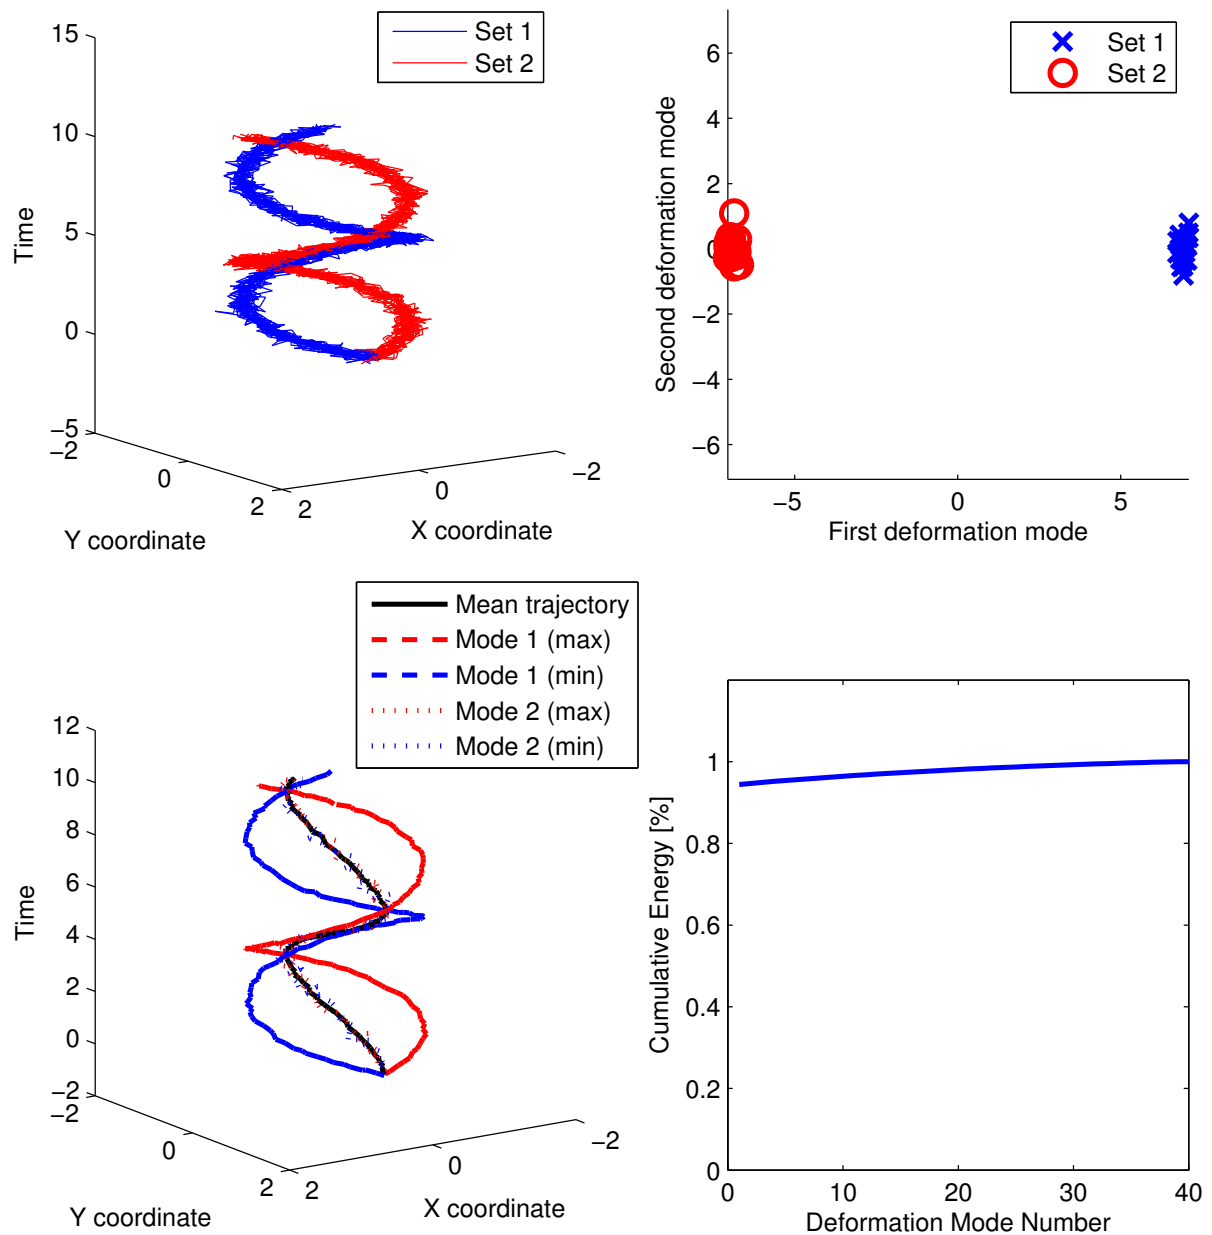 Set 1
Set 2
15
10
5
0
−5
Time
−2
0
2
2
0
−2
Y coordinate
X coordinate
Set 1
Set 2
6
4
2
0
−2
−4
−6
Second deformation mode
−5
0
5
First deformation mode
Mean trajectory
Mode 1 (max)
Mode 1 (min)
Mode 2 (max)
Mode 2 (min)
12
10
8
6
4
2
0
−2
Time
−2
0
2
2
0
−2
Y coordinate
X coordinate
1
0.8
0.6
0.4
0.2
0
Cumulative Energy [%]
0
10
20
30
40
Deformation Mode Number